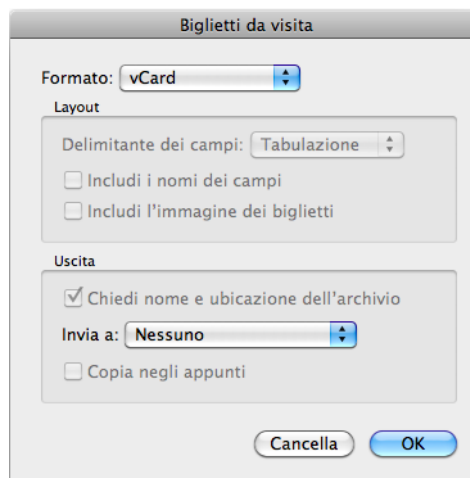 Biglietti da visita
Formato: vCard
Layout
Delimitante dei campi: Tabulazione
Includi i nomi dei campi
Includi l'immagine dei biglietti
Uscita
Chiedi nome e ubicazione dell'archivio
Invia a: Nessuno
Copia negli appunti
Cancella OK